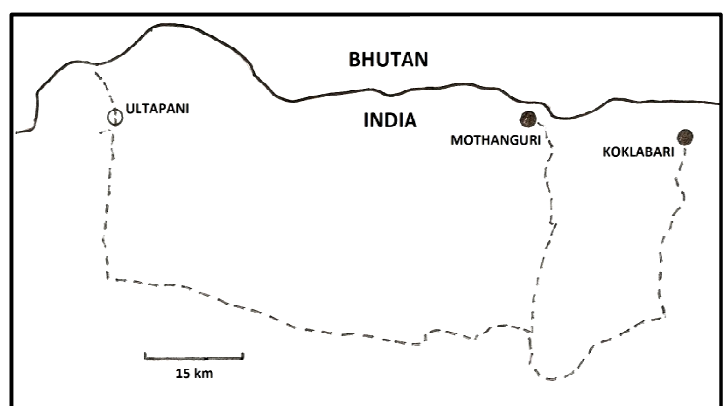 BHUTAN
ULTAPANI
INDIA
MOTHANGURI
KOKLABARI
15 km